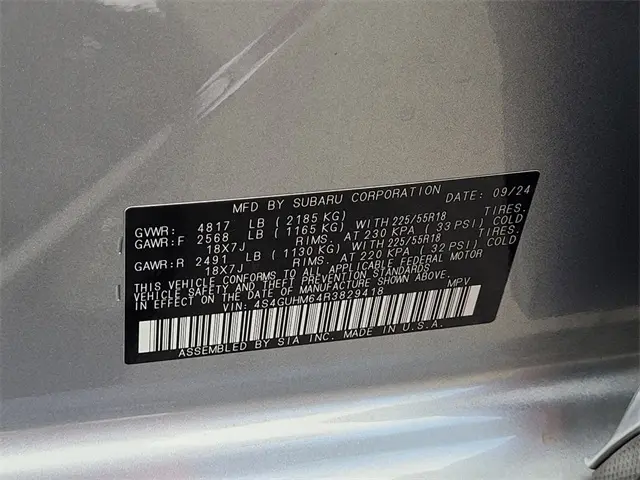 MFD BY SUBARU CORPORATION DATE: 09/24
GVWR: 4817 LB (2185 KG)
GAWR:F 2568 LB (1165 KG) WITH 225/55R18 TIRES.
18X7J RIMS. AT 230 KPA (33 PSI) COLD
GAWR:R 2491 LB (1130 KG) WITH 225/55R18 TIRES.
18X7J RIMS. AT 220 KPA (32 PSI) COLD
THIS VEHICLE CONFORMS TO ALL APPLICABLE FEDERAL MOTOR
VEHICLE SAFETY AND THEFT PREVENTION STANDARDS
IN EFFECT ON THE DATE OF MANUFACTURE SHOWN ABOVE.
VIN: 4S4GUHM64R3829418 MPV
ASSEMBLED BY SIA INC. MADE IN U.S.A.